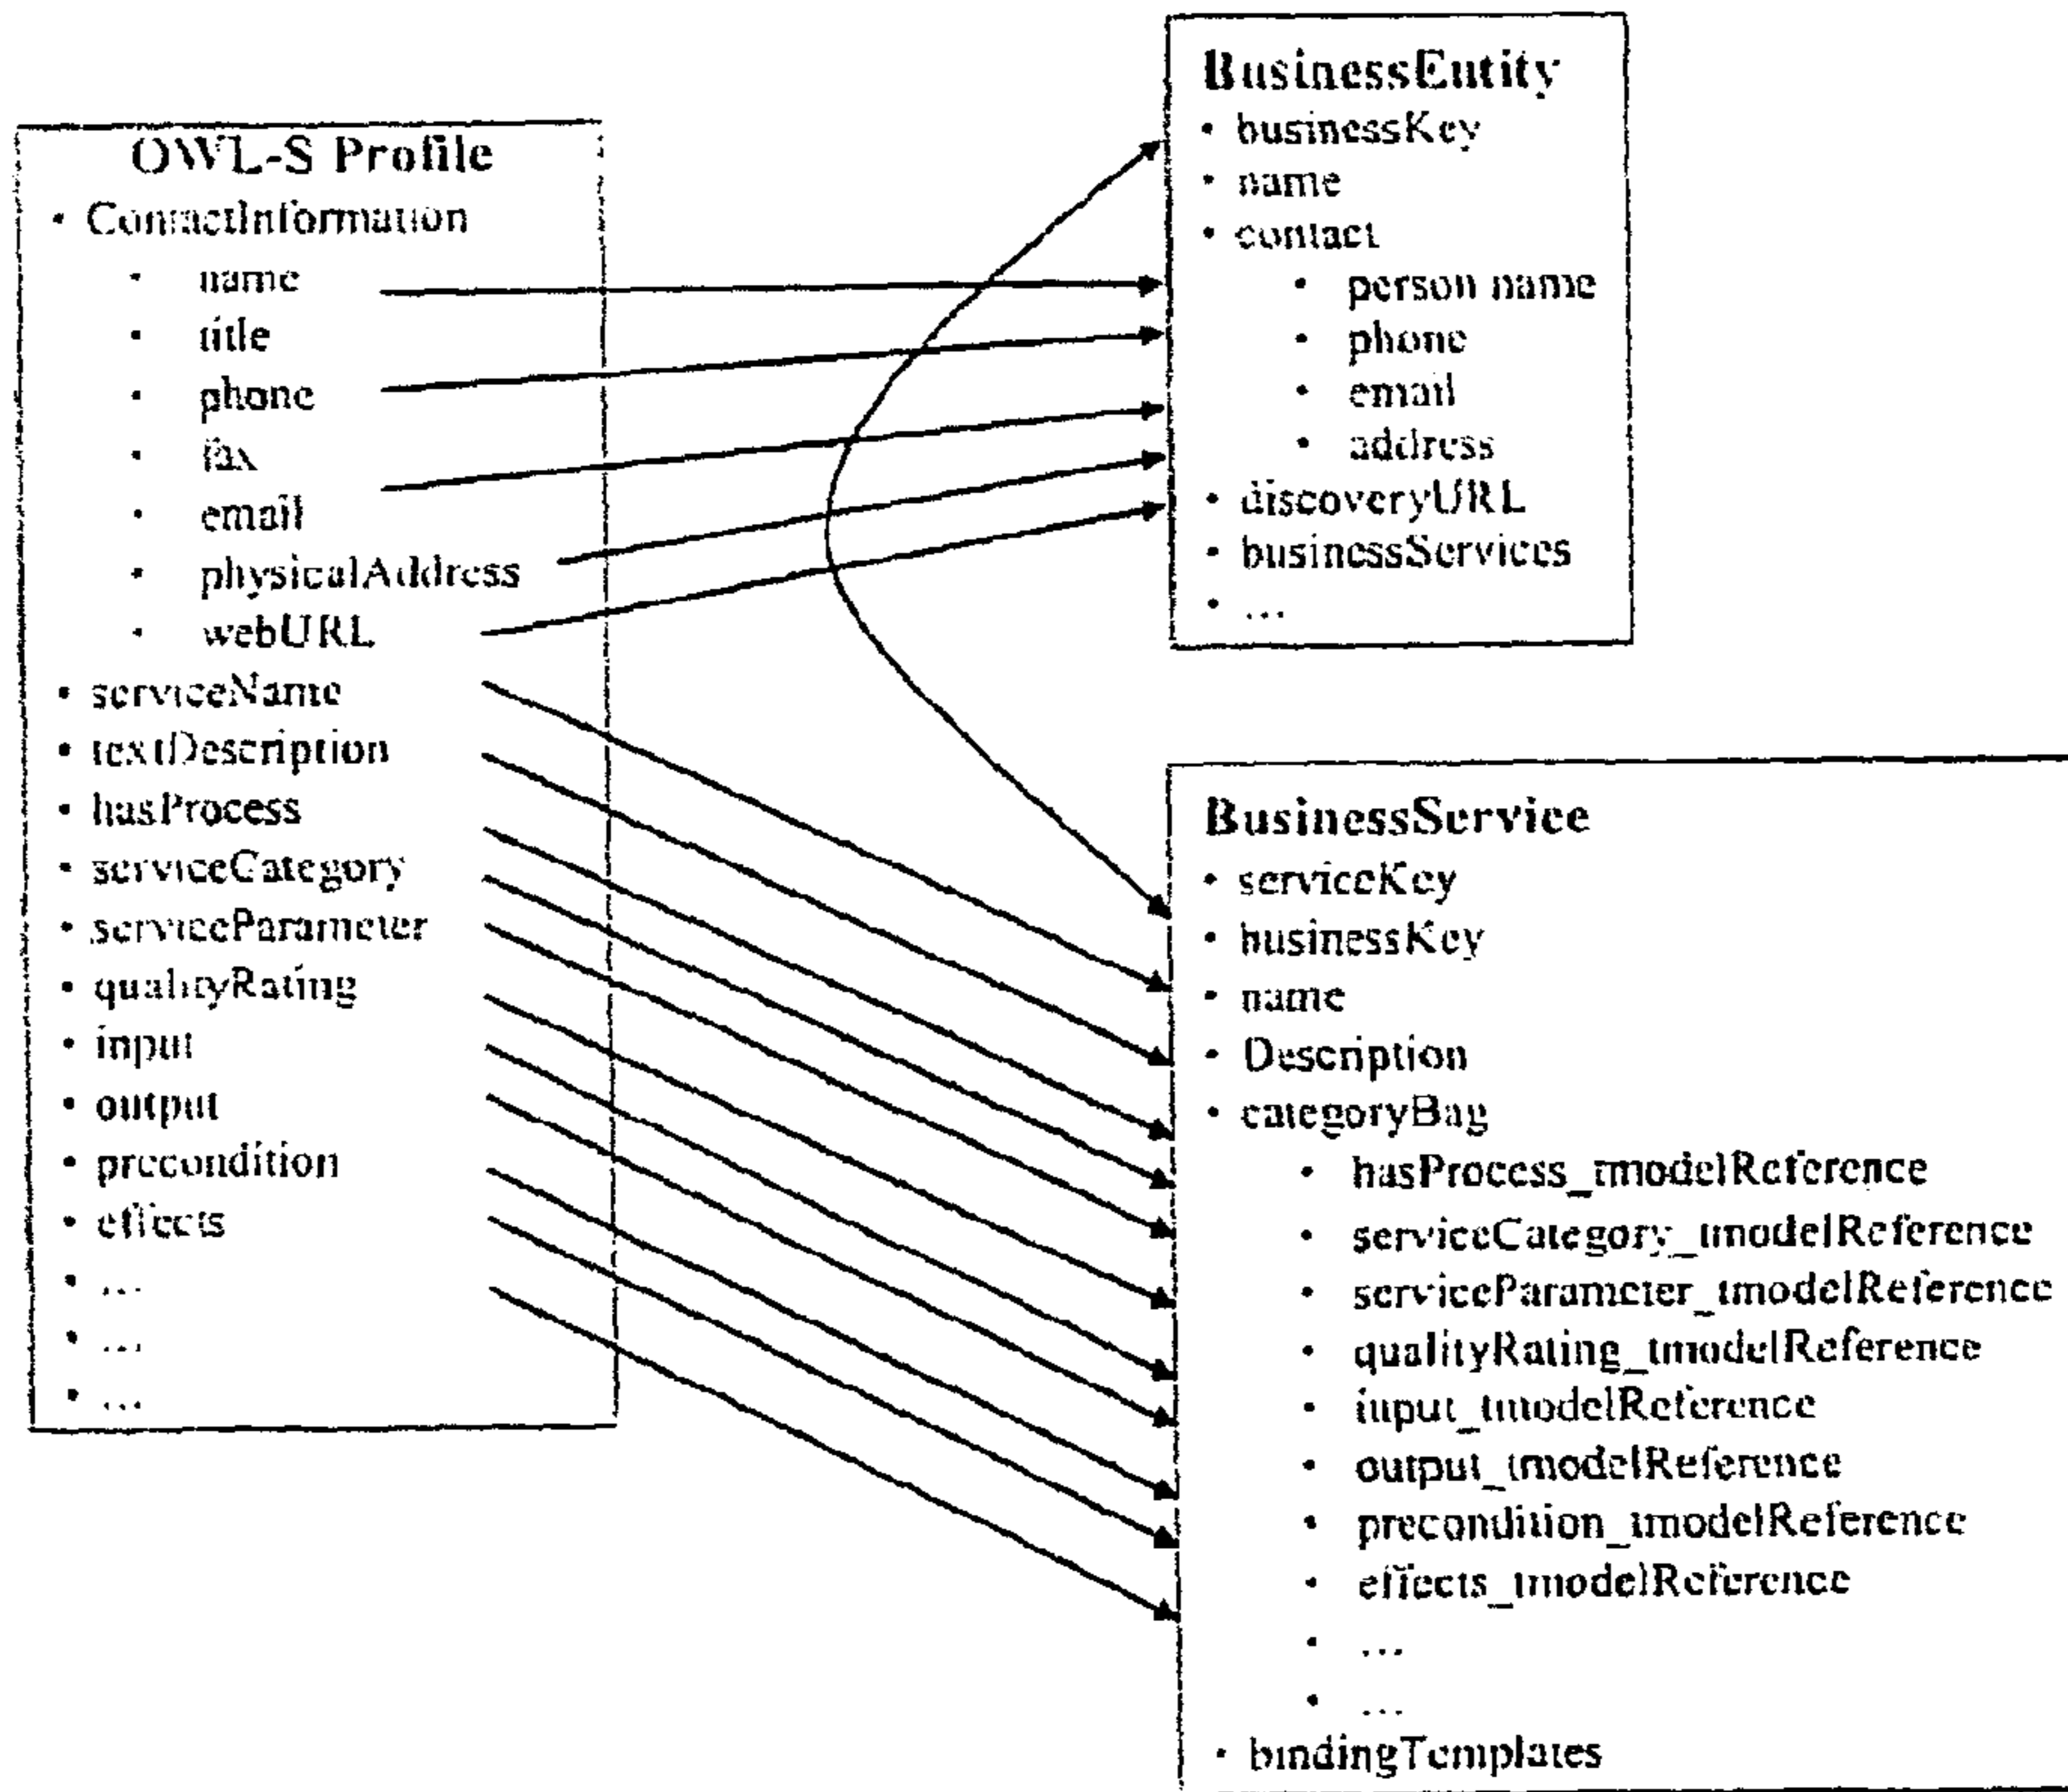 OWL-S Profile
• ContactInformation
• name
• title
• phone
• fax
• email
• physicalAddress
• webURL
• serviceName
• textDescription
• hasProcess
• serviceCategory
• serviceParameter
• qualityRating
• input
• output
• precondition
• effects
• ...
• ...
• ...
BusinessEntity
• businessKey
• name
• contact
• person name
• phone
• email
• address
• discoveryURL
• businessServices
• ...
BusinessService
• serviceKey
• businessKey
• name
• Description
• categoryBag
• hasProcess_tmodelReference
• serviceCategory_tmodelReference
• serviceParameter_tmodelReference
• qualityRating_tmodelReference
• input_tmodelReference
• output_tmodelReference
• precondition_tmodelReference
• effects_tmodelReference
• ...
• ...
• bindingTemplates